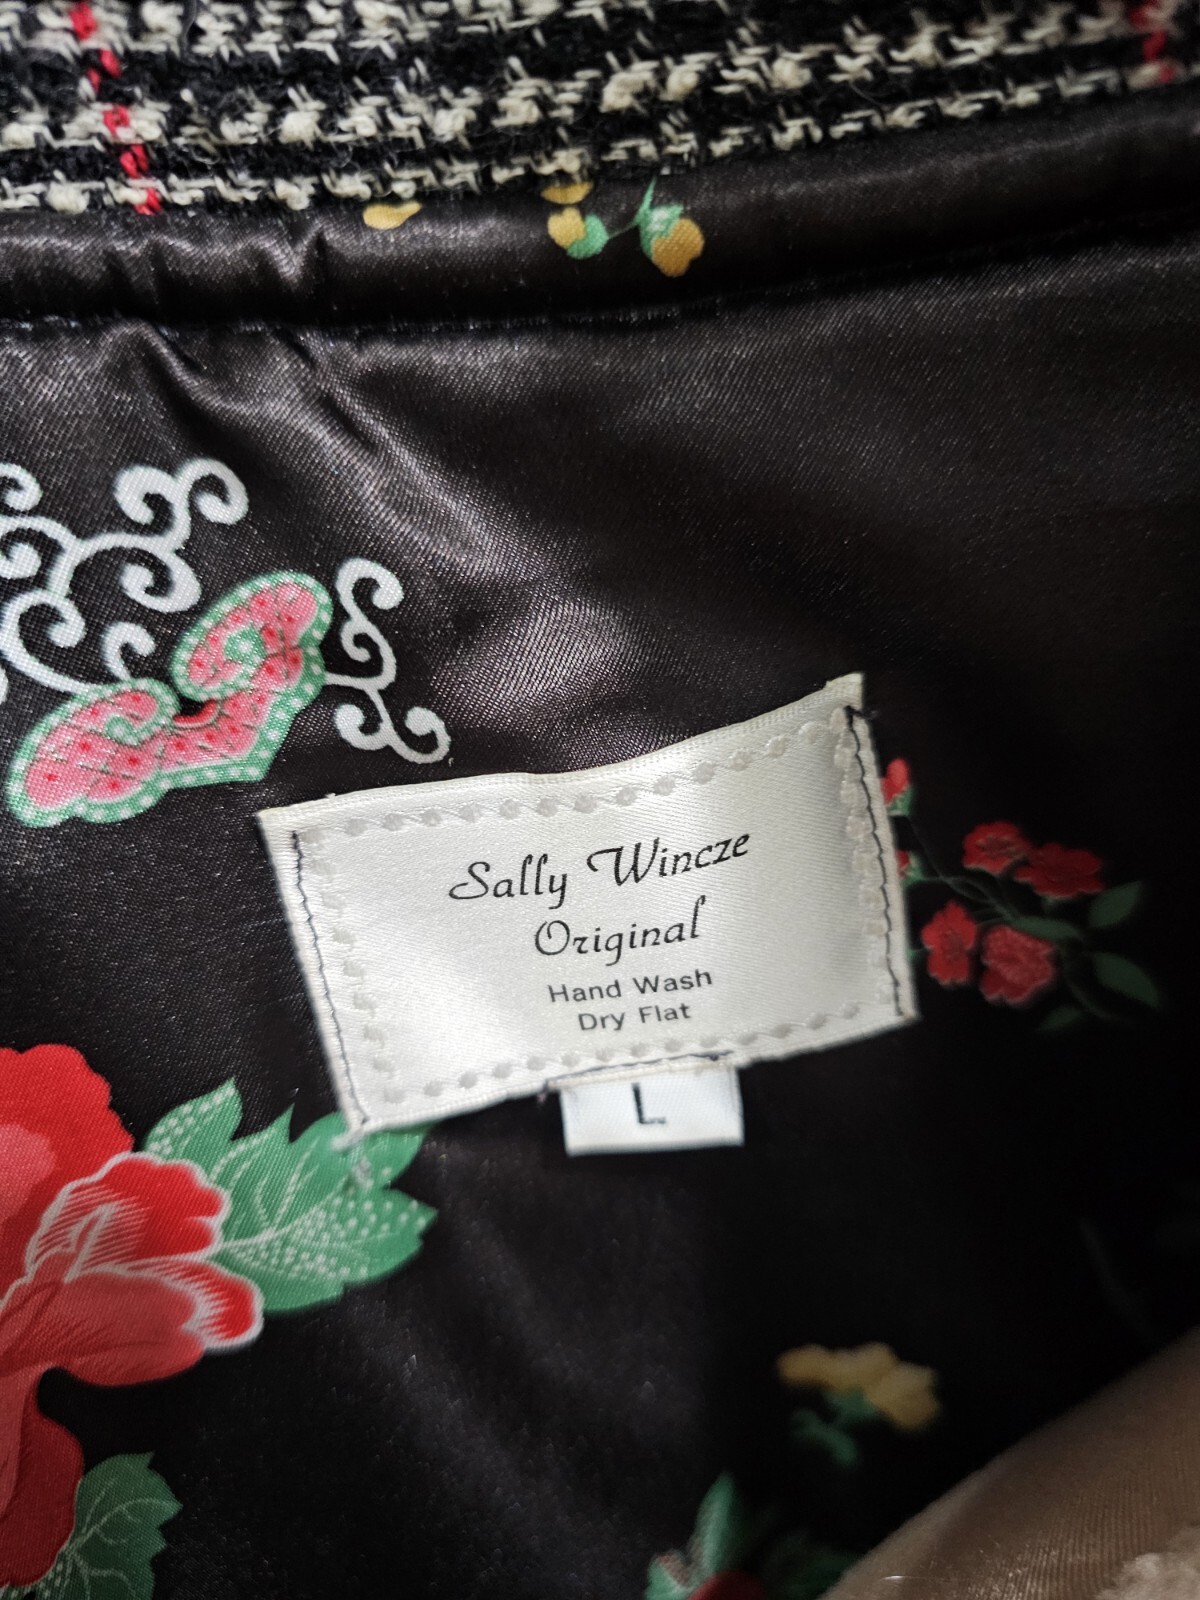 Sally Wincze
Original
Hand Wash
Dry Flat
L